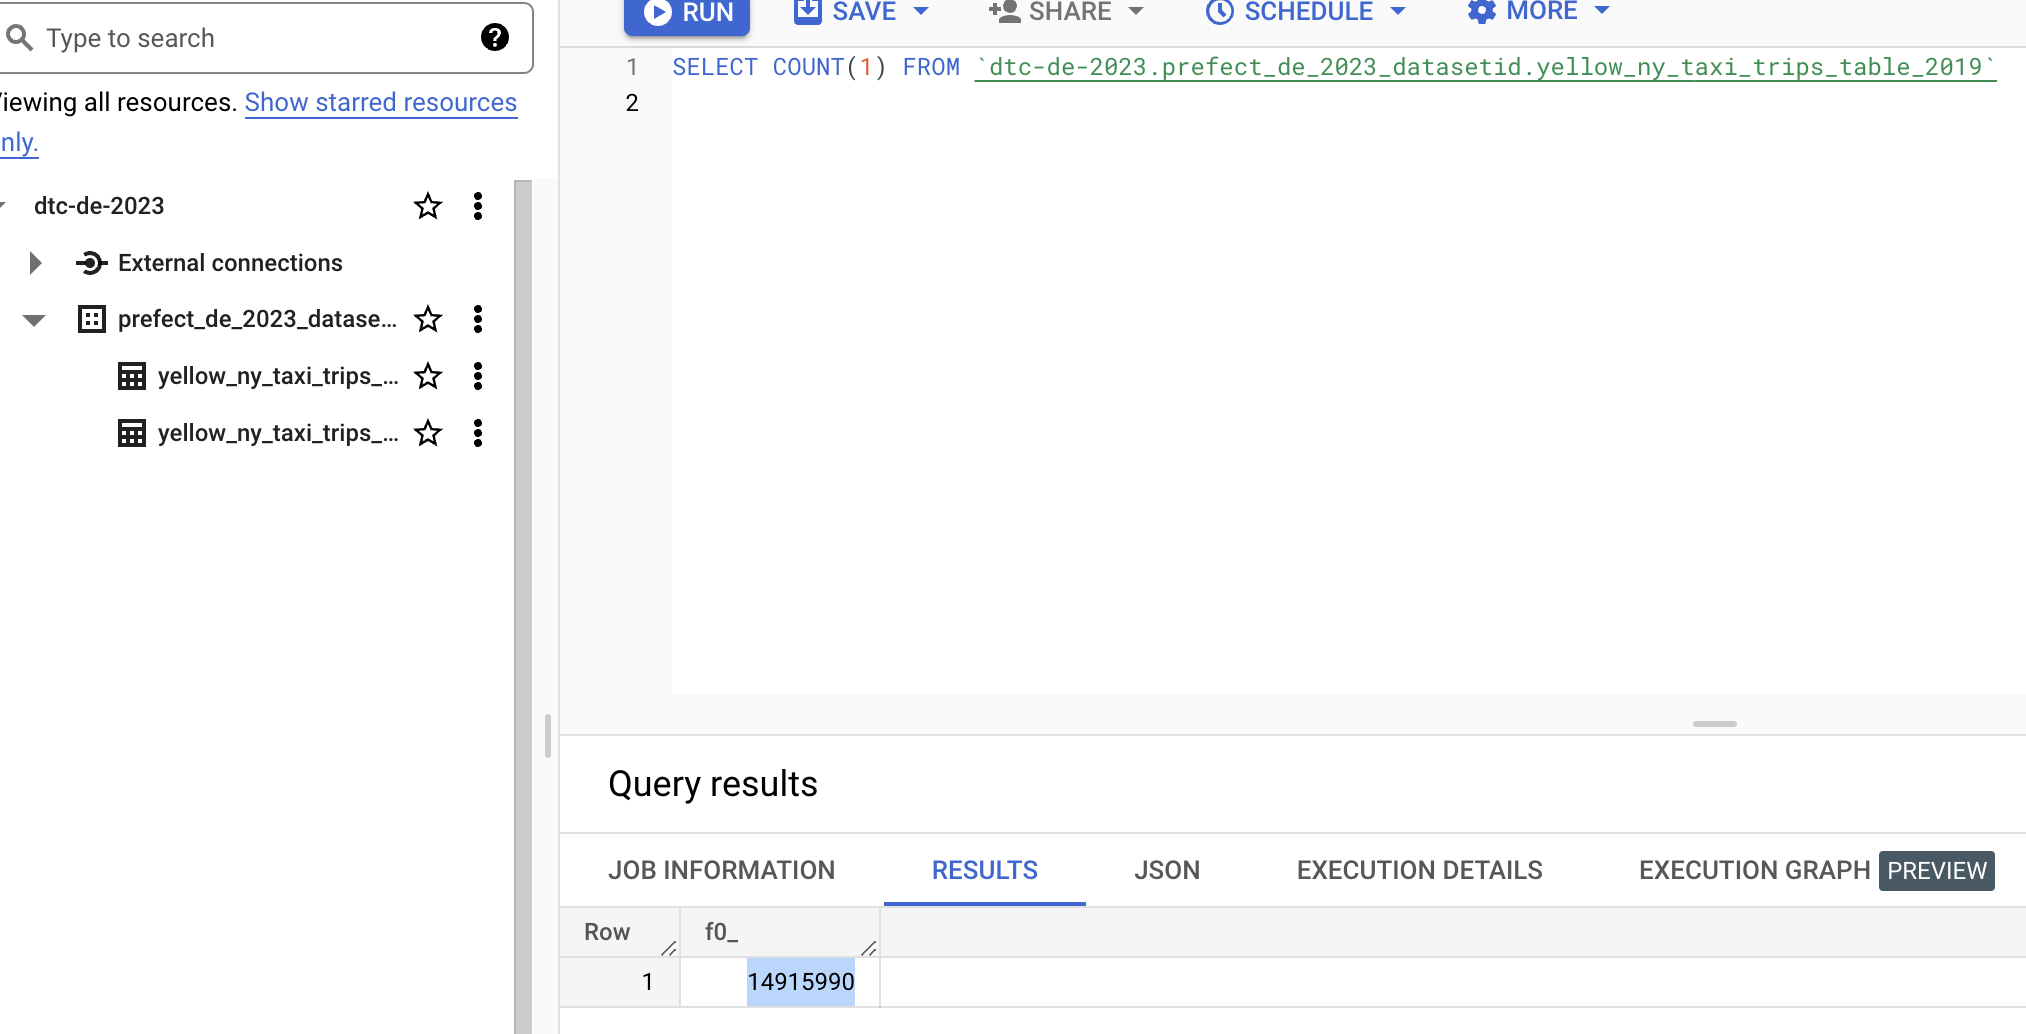 Type to search
iewing all resources. Show starred resources
nly.
dtc-de-2023
External connections
prefect_de_2023_datase...
yellow_ny_taxi_trips_...
yellow_ny_taxi_trips_...
RUN SAVE SHARE SCHEDULE MORE
1 SELECT COUNT(1) FROM `dtc-de-2023.prefect_de_2023_datasetid.yellow_ny_taxi_trips_table_2019`
2
Query results
JOB INFORMATION RESULTS JSON EXECUTION DETAILS EXECUTION GRAPH PREVIEW
Row f0_
1 14915990